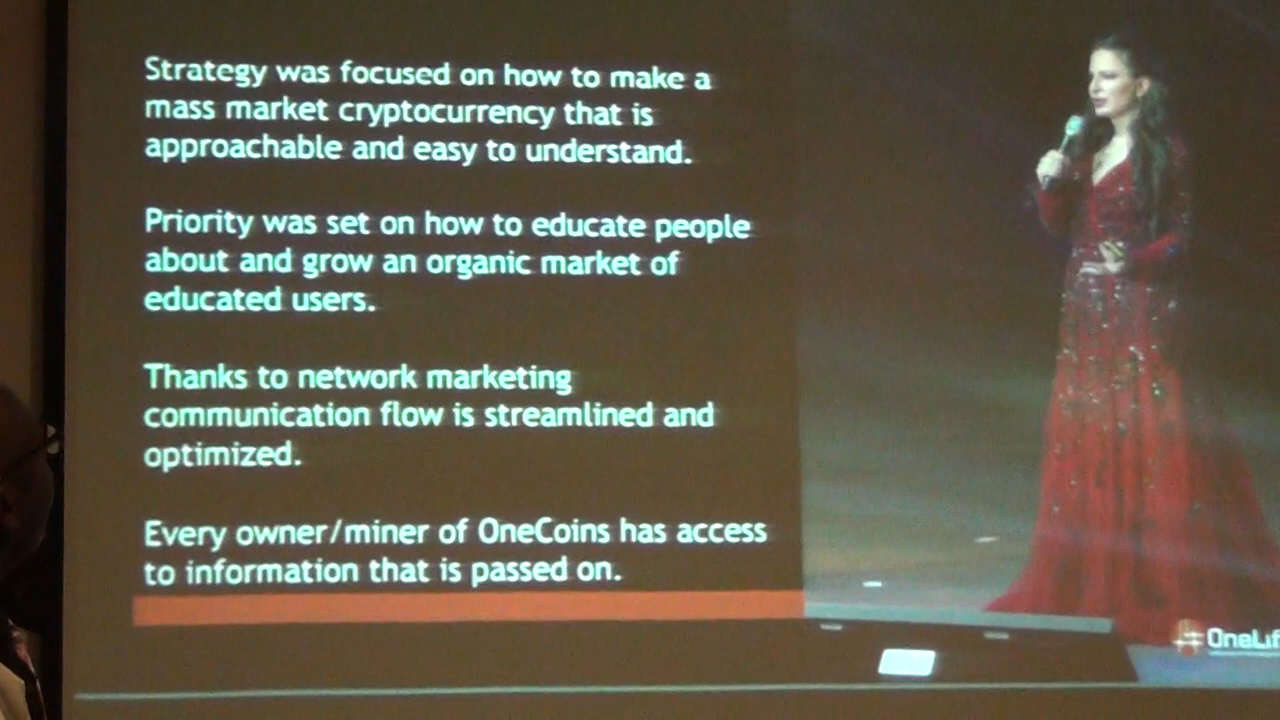 Strategy was focused on how to make a
mass market cryptocurrency that is
approachable and easy to understand.
Priority was set on how to educate people
about and grow an organic market of
educated users.
Thanks to network marketing
communication flow is streamlined and
optimized.
Every owner/miner of OneCoins has access
to information that is passed on.
OneLif